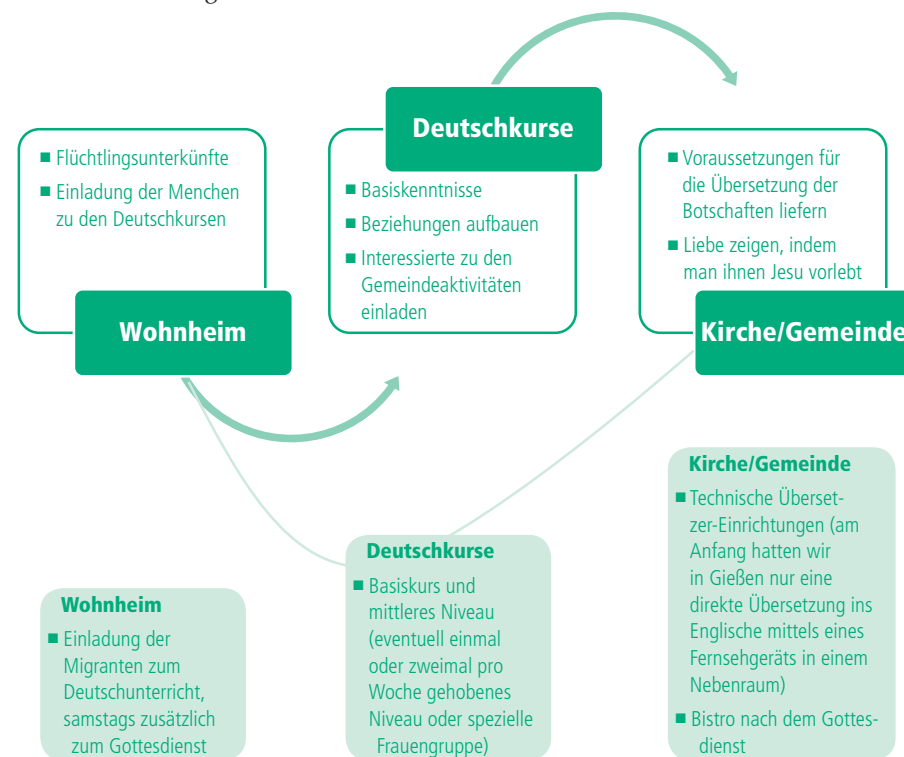 Deutschkurse
■ Flüchtlingsunterkünfte
■ Einladung der Menchen
zu den Deutschkursen
Wohnheim
■ Basiskenntnisse
■ Beziehungen aufbauen
■ Interessierte zu den
Gemeindeaktivitäten
einladen
■ Voraussetzungen für
die Übersetzung der
Botschaften liefern
■ Liebe zeigen, indem
man ihnen Jesu vorlebt
Kirche/Gemeinde
Wohnheim
■ Einladung der
Migranten zum
Deutschunterricht,
samstags zusätzlich
zum Gottesdienst
Deutschkurse
■ Basiskurs und
mittleres Niveau
(eventuell einmal
oder zweimal pro
Woche gehobenes
Niveau oder spezielle
Frauengruppe)
Kirche/Gemeinde
■ Technische Überset-
zer-Einrichtungen (am
Anfang hatten wir
in Gießen nur eine
direkte Übersetzung ins
Englische mittels eines
Fernsehgeräts in einem
Nebenraum)
■ Bistro nach dem Gottes-
dienst